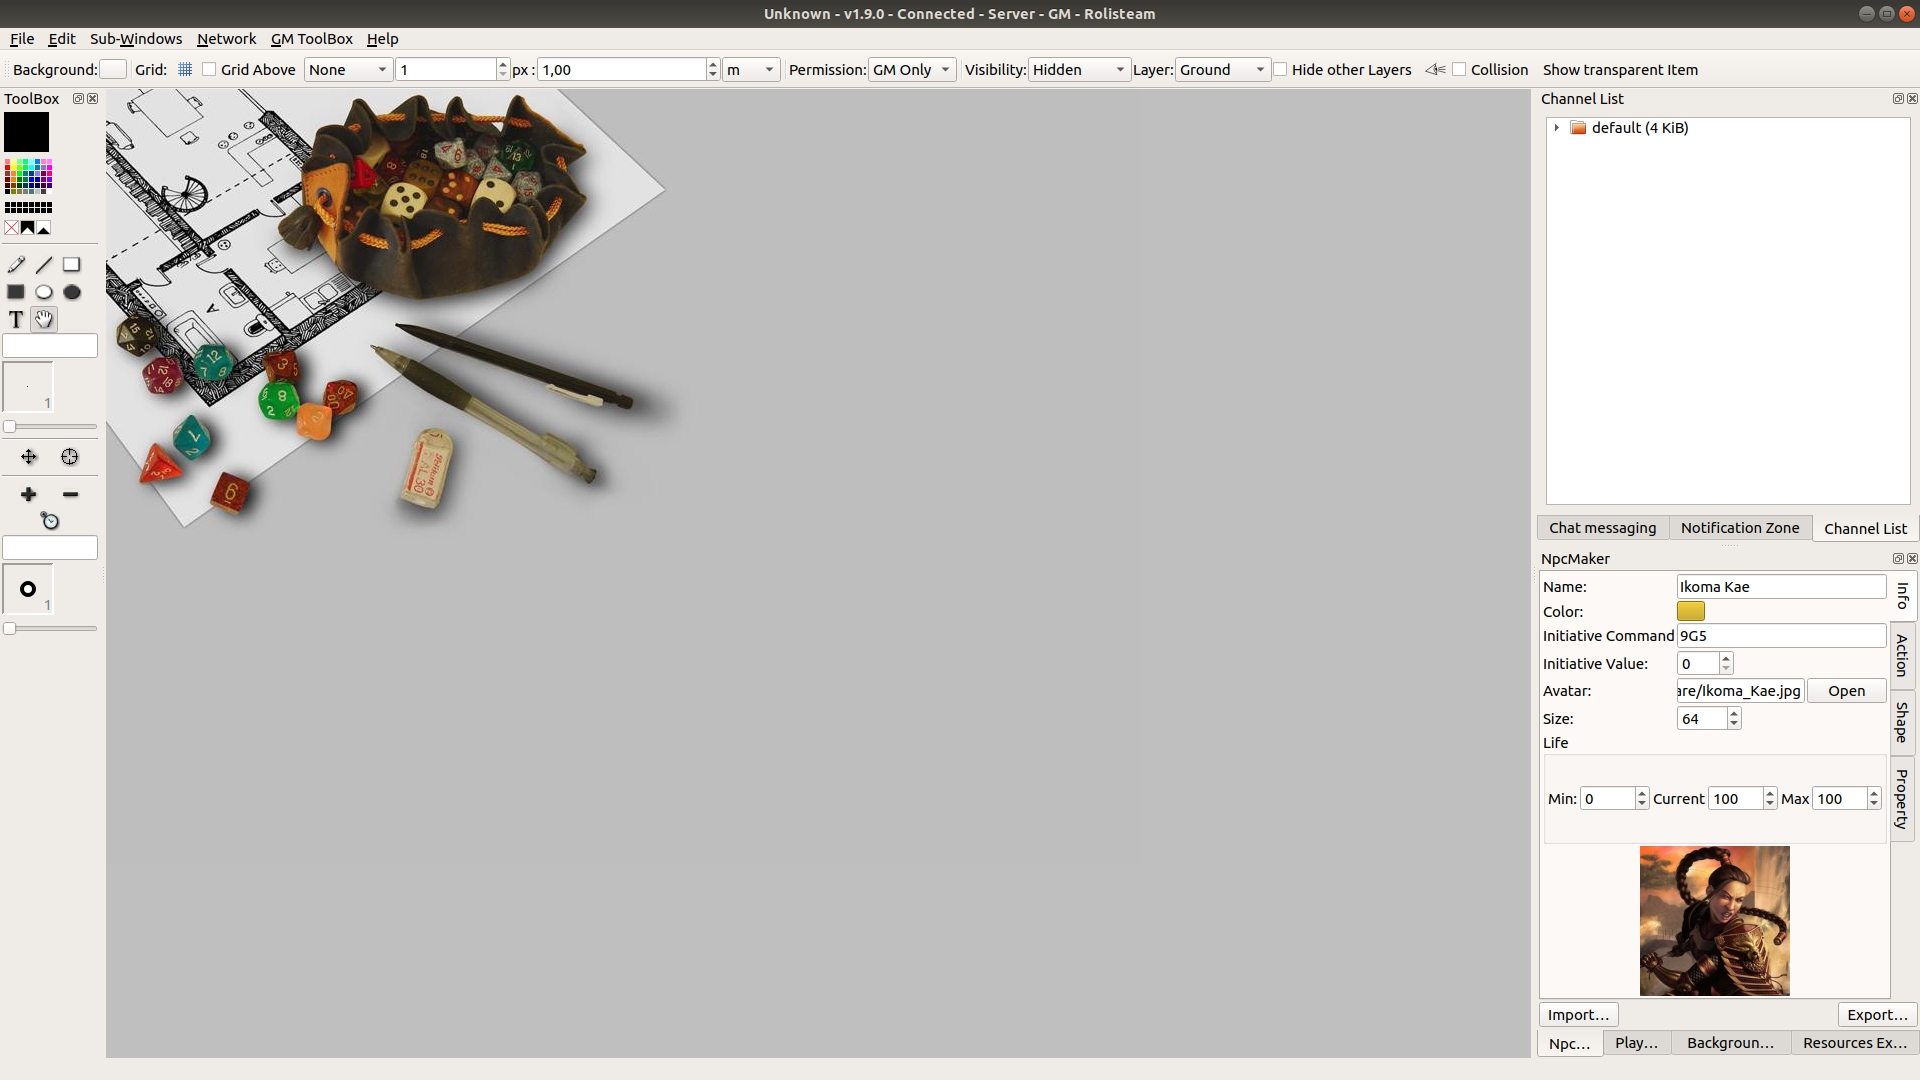 Unknown - v1.9.0 - Connected - Server - GM - Rolisteam
File Edit Sub-Windows Network GM ToolBox Help
Background: Grid: Grid Above None 1 px : 1,00 m Permission: GM Only Visibility: Hidden Layer: Ground Hide other Layers Collision Show transparent Item
ToolBox
T
1
1
Channel List
default (4 KiB)
Chat messaging Notification Zone Channel List
NpcMaker
Name: Ikoma Kae
Color:
Initiative Command 9G5
Initiative Value: 0
Avatar: are/Ikoma_Kae.jpg Open
Size: 64
Life
Min: 0 Current 100 Max 100
Info
Action
Shape
Property
Import... Export...
Npc... Play... Backgroun... Resources Ex...